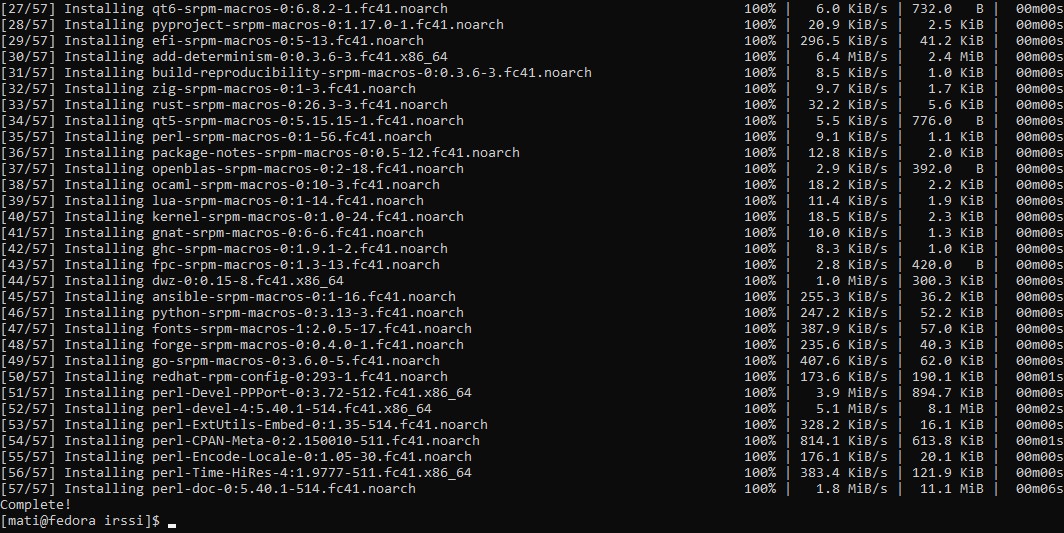 [27/57] Installing qt6-srpm-macros-0:6.8.2-1.fc41.noarch 100% | 6.0 KiB/s | 732.0 B | 00m00s
[28/57] Installing pyproject-srpm-macros-0:1.17.0-1.fc41.noarch 100% | 20.9 KiB/s | 2.5 KiB | 00m00s
[29/57] Installing efi-srpm-macros-0:5-13.fc41.noarch 100% | 296.5 KiB/s | 41.2 KiB | 00m00s
[30/57] Installing add-determinism-0:0.3.6-3.fc41.x86_64 100% | 6.4 MiB/s | 2.4 MiB | 00m00s
[31/57] Installing build-reproducibility-srpm-macros-0:0.3.6-3.fc41.noarch 100% | 8.5 KiB/s | 1.0 KiB | 00m00s
[32/57] Installing zig-srpm-macros-0:1-3.fc41.noarch 100% | 9.7 KiB/s | 1.7 KiB | 00m00s
[33/57] Installing rust-srpm-macros-0:26.3-3.fc41.noarch 100% | 32.2 KiB/s | 5.6 KiB | 00m00s
[34/57] Installing qt5-srpm-macros-0:5.15.15-1.fc41.noarch 100% | 5.5 KiB/s | 776.0 B | 00m00s
[35/57] Installing perl-srpm-macros-0:1-56.fc41.noarch 100% | 9.1 KiB/s | 1.1 KiB | 00m00s
[36/57] Installing package-notes-srpm-macros-0:0.5-12.fc41.noarch 100% | 12.8 KiB/s | 2.0 KiB | 00m00s
[37/57] Installing openblas-srpm-macros-0:2-18.fc41.noarch 100% | 2.9 KiB/s | 392.0 B | 00m00s
[38/57] Installing ocaml-srpm-macros-0:10-3.fc41.noarch 100% | 18.2 KiB/s | 2.2 KiB | 00m00s
[39/57] Installing lua-srpm-macros-0:1-14.fc41.noarch 100% | 11.4 KiB/s | 1.9 KiB | 00m00s
[40/57] Installing kernel-srpm-macros-0:1.0-24.fc41.noarch 100% | 18.5 KiB/s | 2.3 KiB | 00m00s
[41/57] Installing gnat-srpm-macros-0:6-6.fc41.noarch 100% | 10.0 KiB/s | 1.3 KiB | 00m00s
[42/57] Installing ghc-srpm-macros-0:1.9.1-2.fc41.noarch 100% | 8.3 KiB/s | 1.0 KiB | 00m00s
[43/57] Installing fpc-srpm-macros-0:1.3-13.fc41.noarch 100% | 2.8 KiB/s | 420.0 B | 00m00s
[44/57] Installing dwz-0:0.15-8.fc41.x86_64 100% | 1.0 MiB/s | 300.3 KiB | 00m00s
[45/57] Installing ansible-srpm-macros-0:1-16.fc41.noarch 100% | 255.3 KiB/s | 36.2 KiB | 00m00s
[46/57] Installing python-srpm-macros-0:3.13-3.fc41.noarch 100% | 247.2 KiB/s | 52.2 KiB | 00m00s
[47/57] Installing fonts-srpm-macros-1:2.0.5-17.fc41.noarch 100% | 387.9 KiB/s | 57.0 KiB | 00m00s
[48/57] Installing forge-srpm-macros-0:0.4.0-1.fc41.noarch 100% | 235.6 KiB/s | 40.3 KiB | 00m00s
[49/57] Installing go-srpm-macros-0:3.6.0-5.fc41.noarch 100% | 407.6 KiB/s | 62.0 KiB | 00m00s
[50/57] Installing redhat-rpm-config-0:293-1.fc41.noarch 100% | 173.6 KiB/s | 190.1 KiB | 00m01s
[51/57] Installing perl-Devel-PPPort-0:3.72-512.fc41.x86_64 100% | 3.9 MiB/s | 894.7 KiB | 00m00s
[52/57] Installing perl-devel-4:5.40.1-514.fc41.x86_64 100% | 5.1 MiB/s | 8.1 MiB | 00m02s
[53/57] Installing perl-ExtUtils-Embed-0:1.35-514.fc41.noarch 100% | 328.2 KiB/s | 16.1 KiB | 00m00s
[54/57] Installing perl-CPAN-Meta-0:2.150010-511.fc41.noarch 100% | 814.1 KiB/s | 613.8 KiB | 00m01s
[55/57] Installing perl-Encode-Locale-0:1.05-30.fc41.noarch 100% | 176.1 KiB/s | 20.1 KiB | 00m00s
[56/57] Installing perl-Time-HiRes-4:1.9777-511.fc41.x86_64 100% | 383.4 KiB/s | 121.9 KiB | 00m00s
[57/57] Installing perl-doc-0:5.40.1-514.fc41.noarch 100% | 1.8 MiB/s | 11.1 MiB | 00m06s
Complete!
[mati@fedora irssi]$